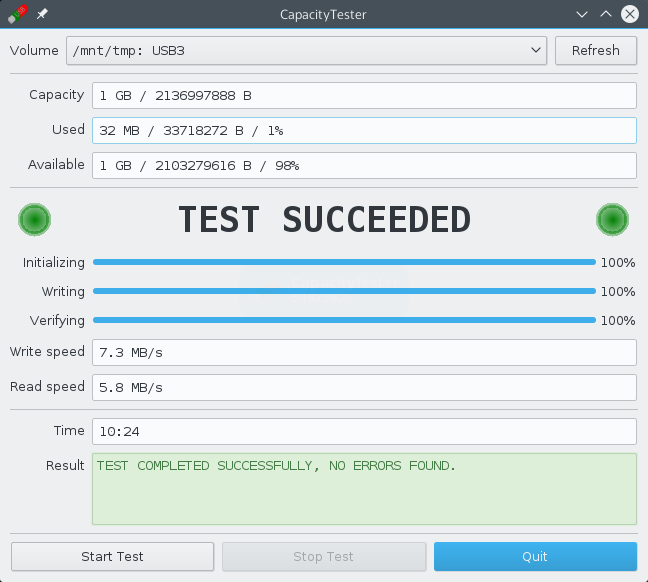 CapacityTester
Volume /mnt/tmp: USB3 Refresh
Capacity 1 GB / 2136997888 B
Used 32 MB / 33718272 B / 1%
Available 1 GB / 2103279616 B / 98%
TEST SUCCEEDED
Initializing 100%
Writing 100%
Verifying 100%
Write speed 7.3 MB/s
Read speed 5.8 MB/s
Time 10:24
Result TEST COMPLETED SUCCESSFULLY, NO ERRORS FOUND.
Start Test Stop Test Quit